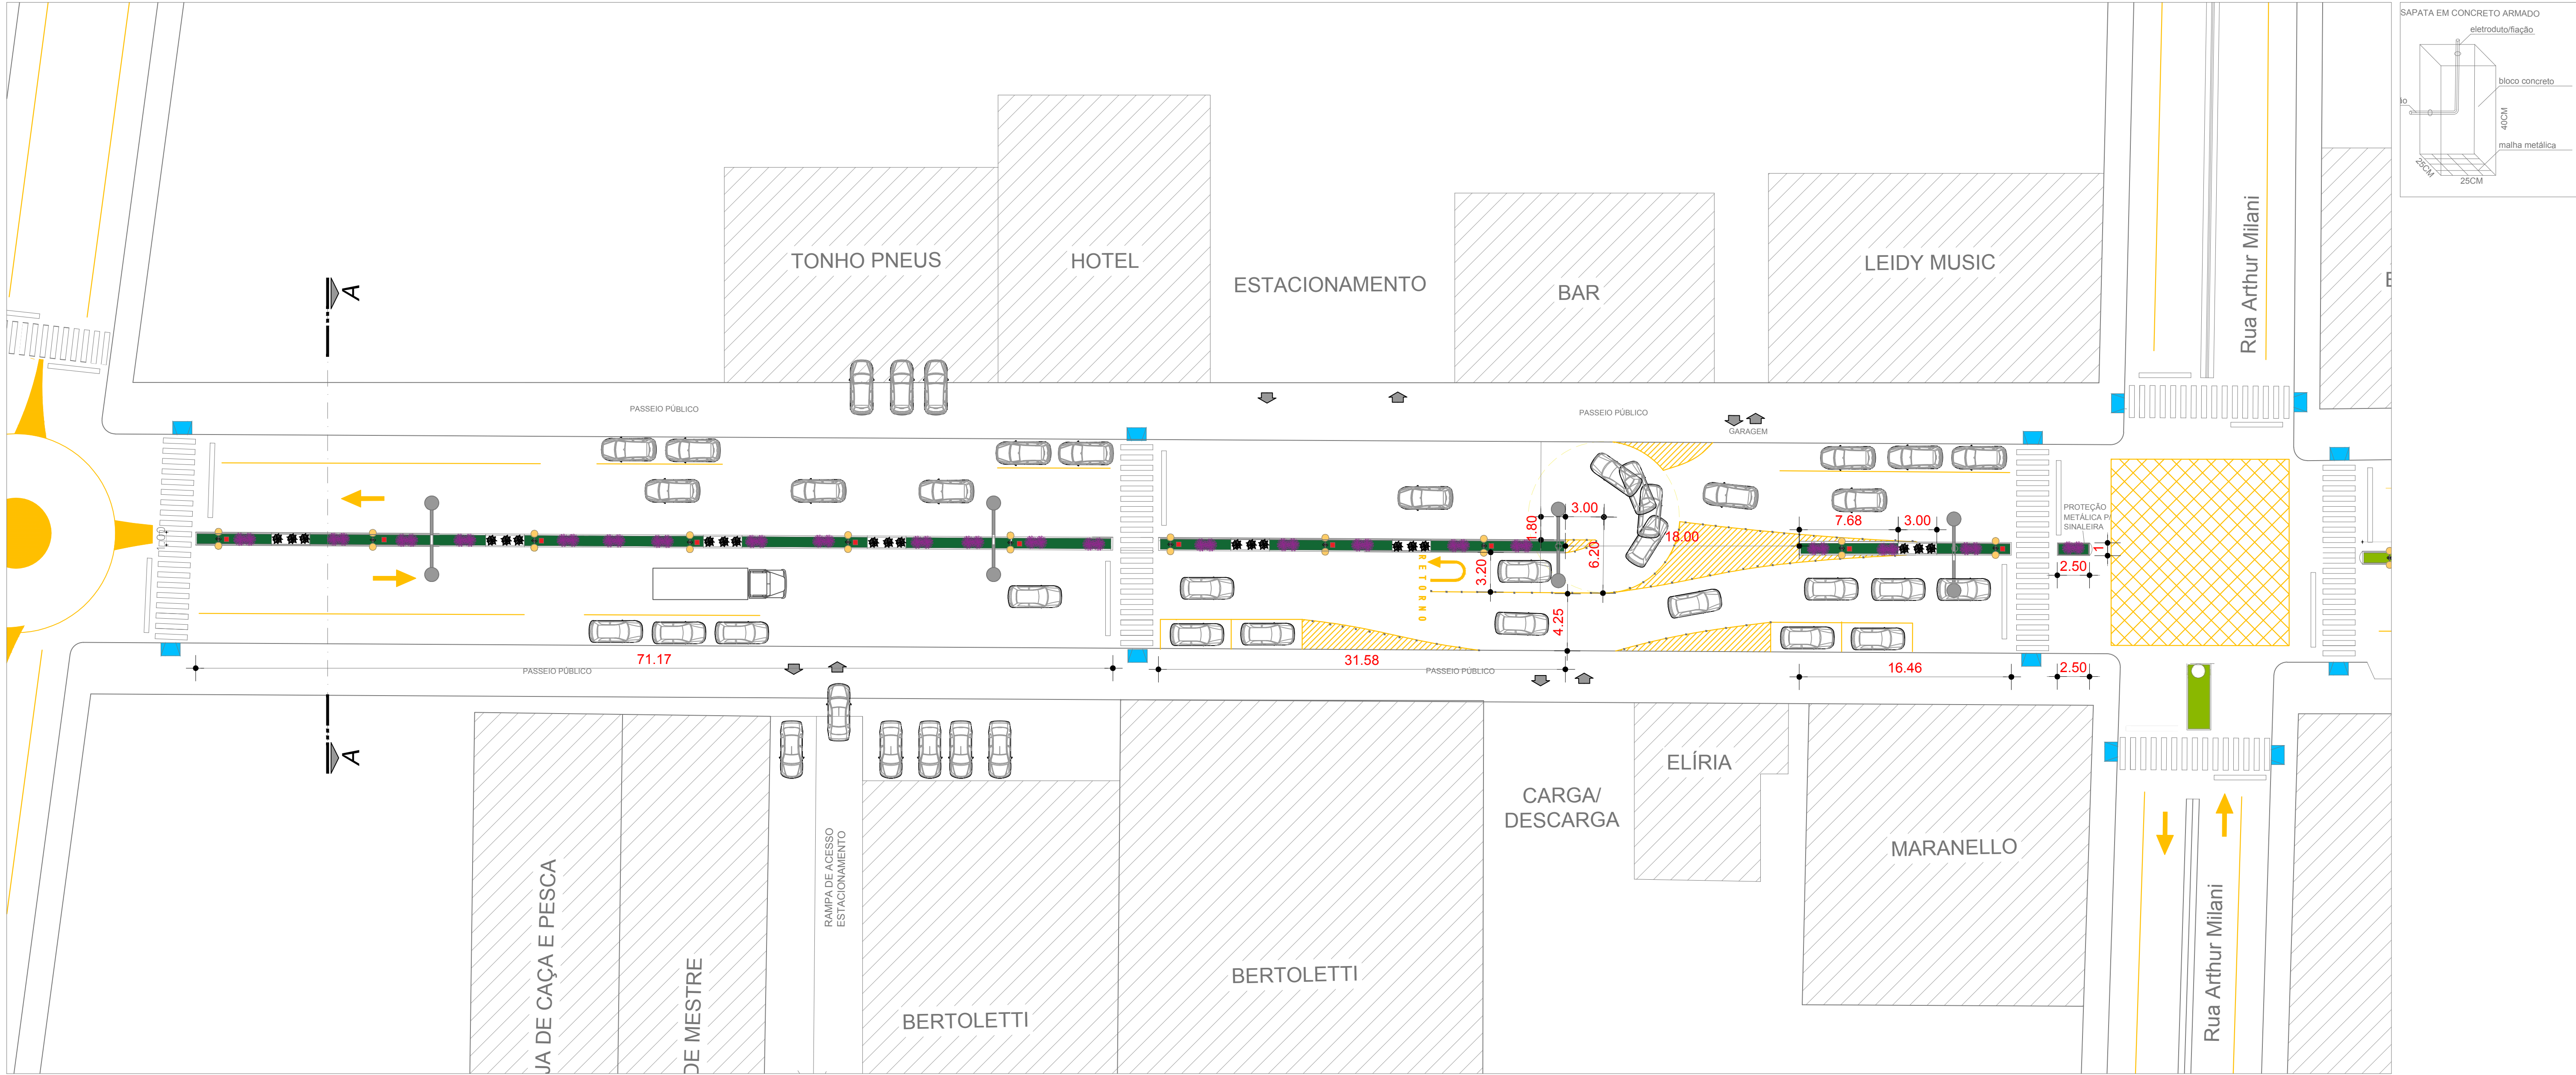 SAPATA EM CONCRETO ARMADO
eletroduto/fiação
bloco concreto
40CM
malha metálica
25CM
25CM
A
TONHO PNEUS
HOTEL
ESTACIONAMENTO
BAR
LEIDY MUSIC
Rua Arthur Milani
PASSEIO PÚBLICO
PASSEIO PÚBLICO
GARAGEM
1.80
3.00
18.00
6.20
3.20
4.25
7.68
3.00
PROTEÇÃO
METÁLICA P/
SINALEIRA
1
2.50
1.00
RETORNO
71.17
31.58
16.46
2.50
PASSEIO PÚBLICO
PASSEIO PÚBLICO
A
JA DE CAÇA E PESCA
DE MESTRE
RAMPA DE ACESSO
ESTACIONAMENTO
BERTOLETTI
BERTOLETTI
CARGA/
DESCARGA
ELÍRIA
MARANELLO
Rua Arthur Milani